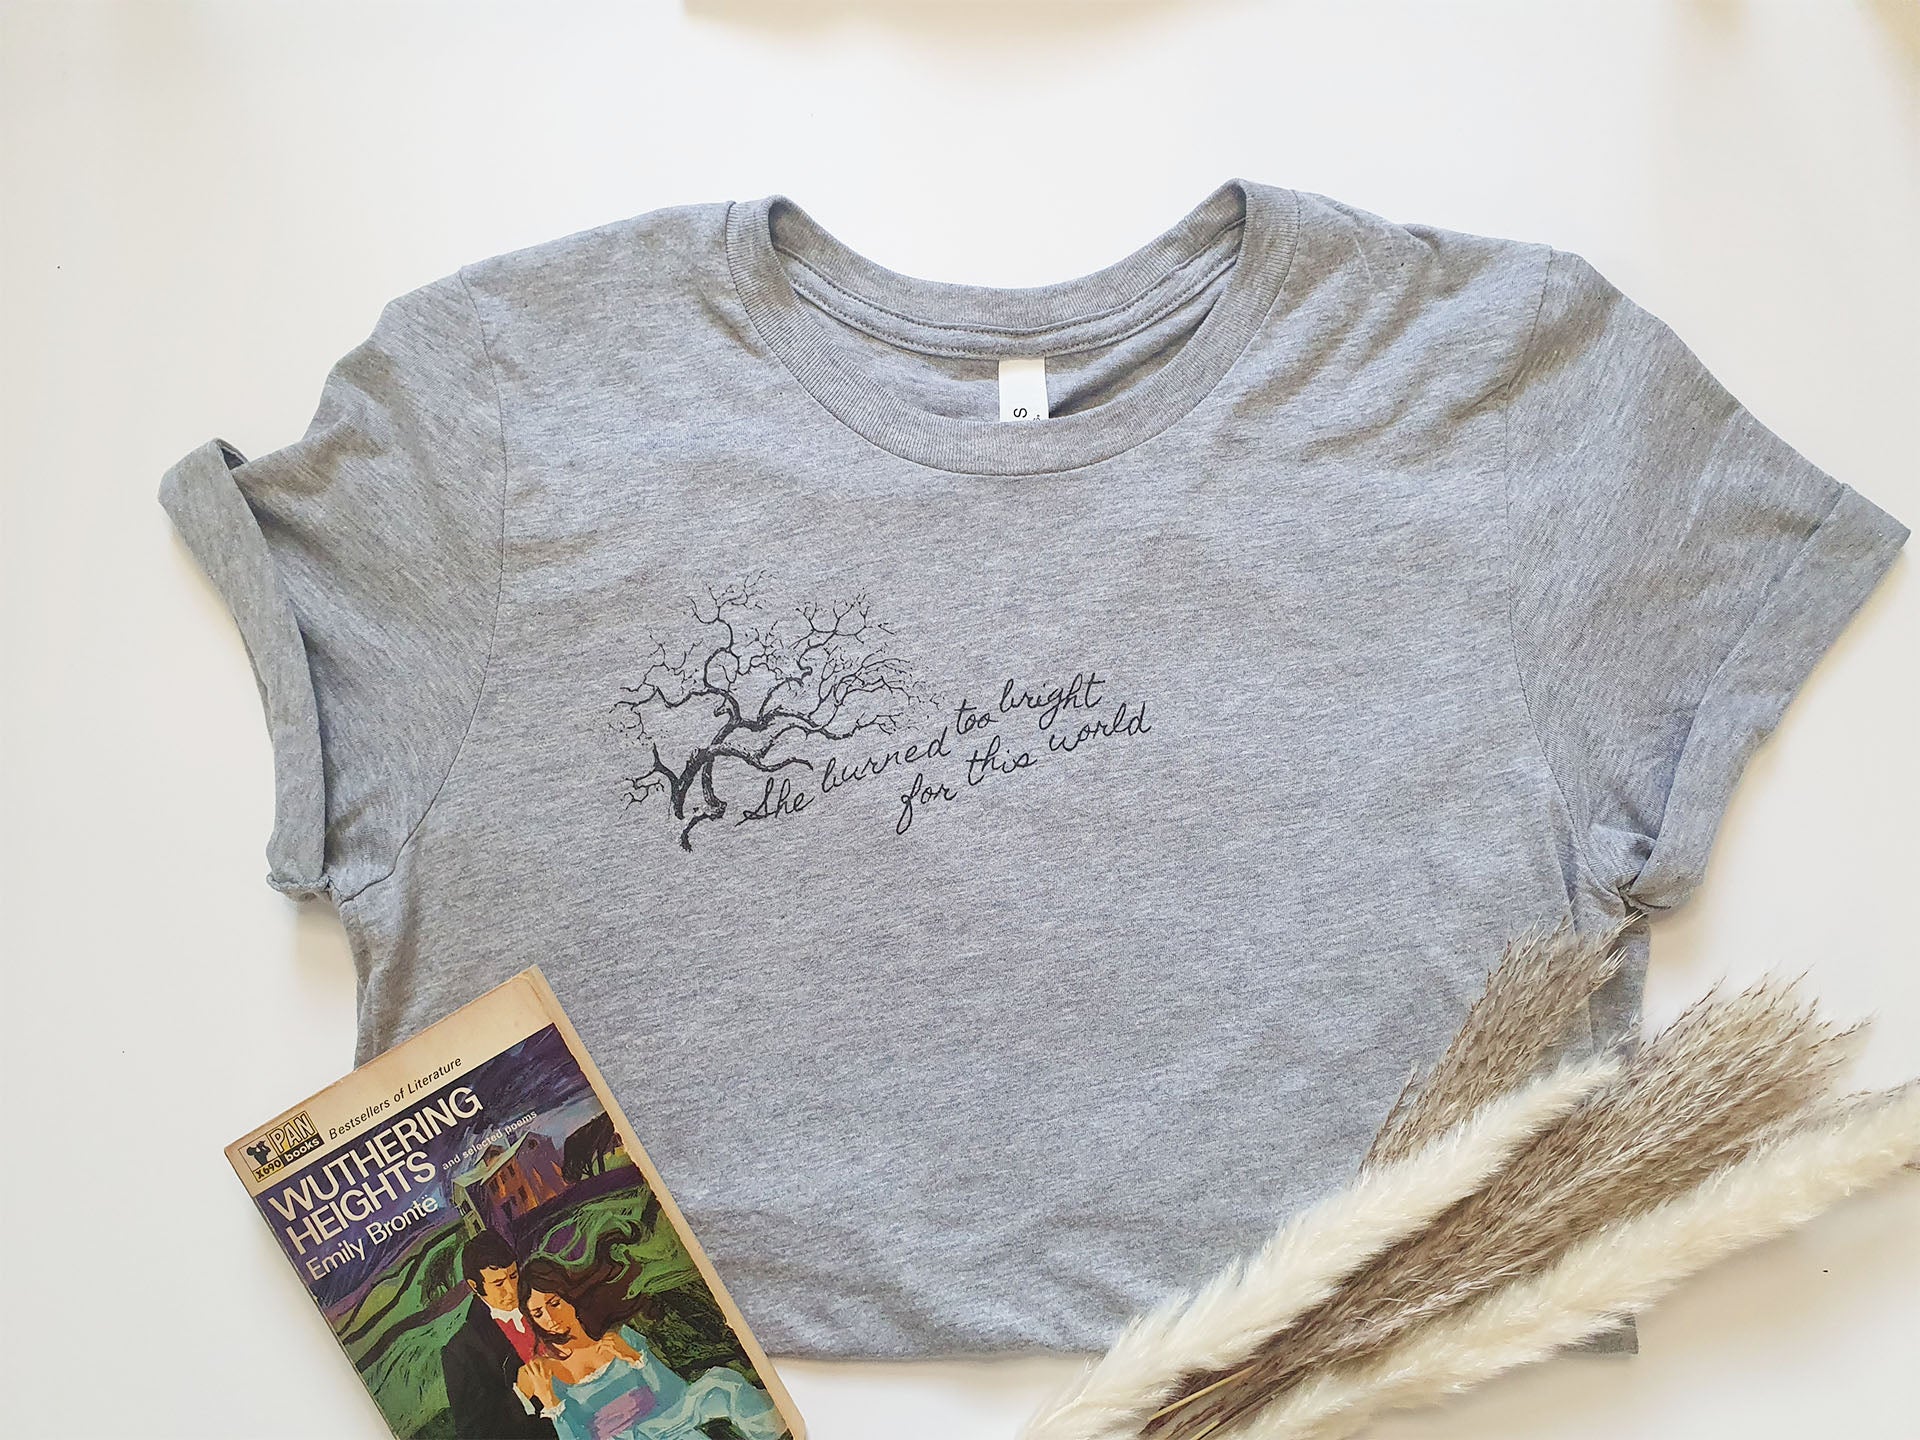 S
She burned too bright
for this world
PAN
books
X690
Bestsellers of Literature
WUTHERING
HEIGHTS
and selected poems
Emily Brontë